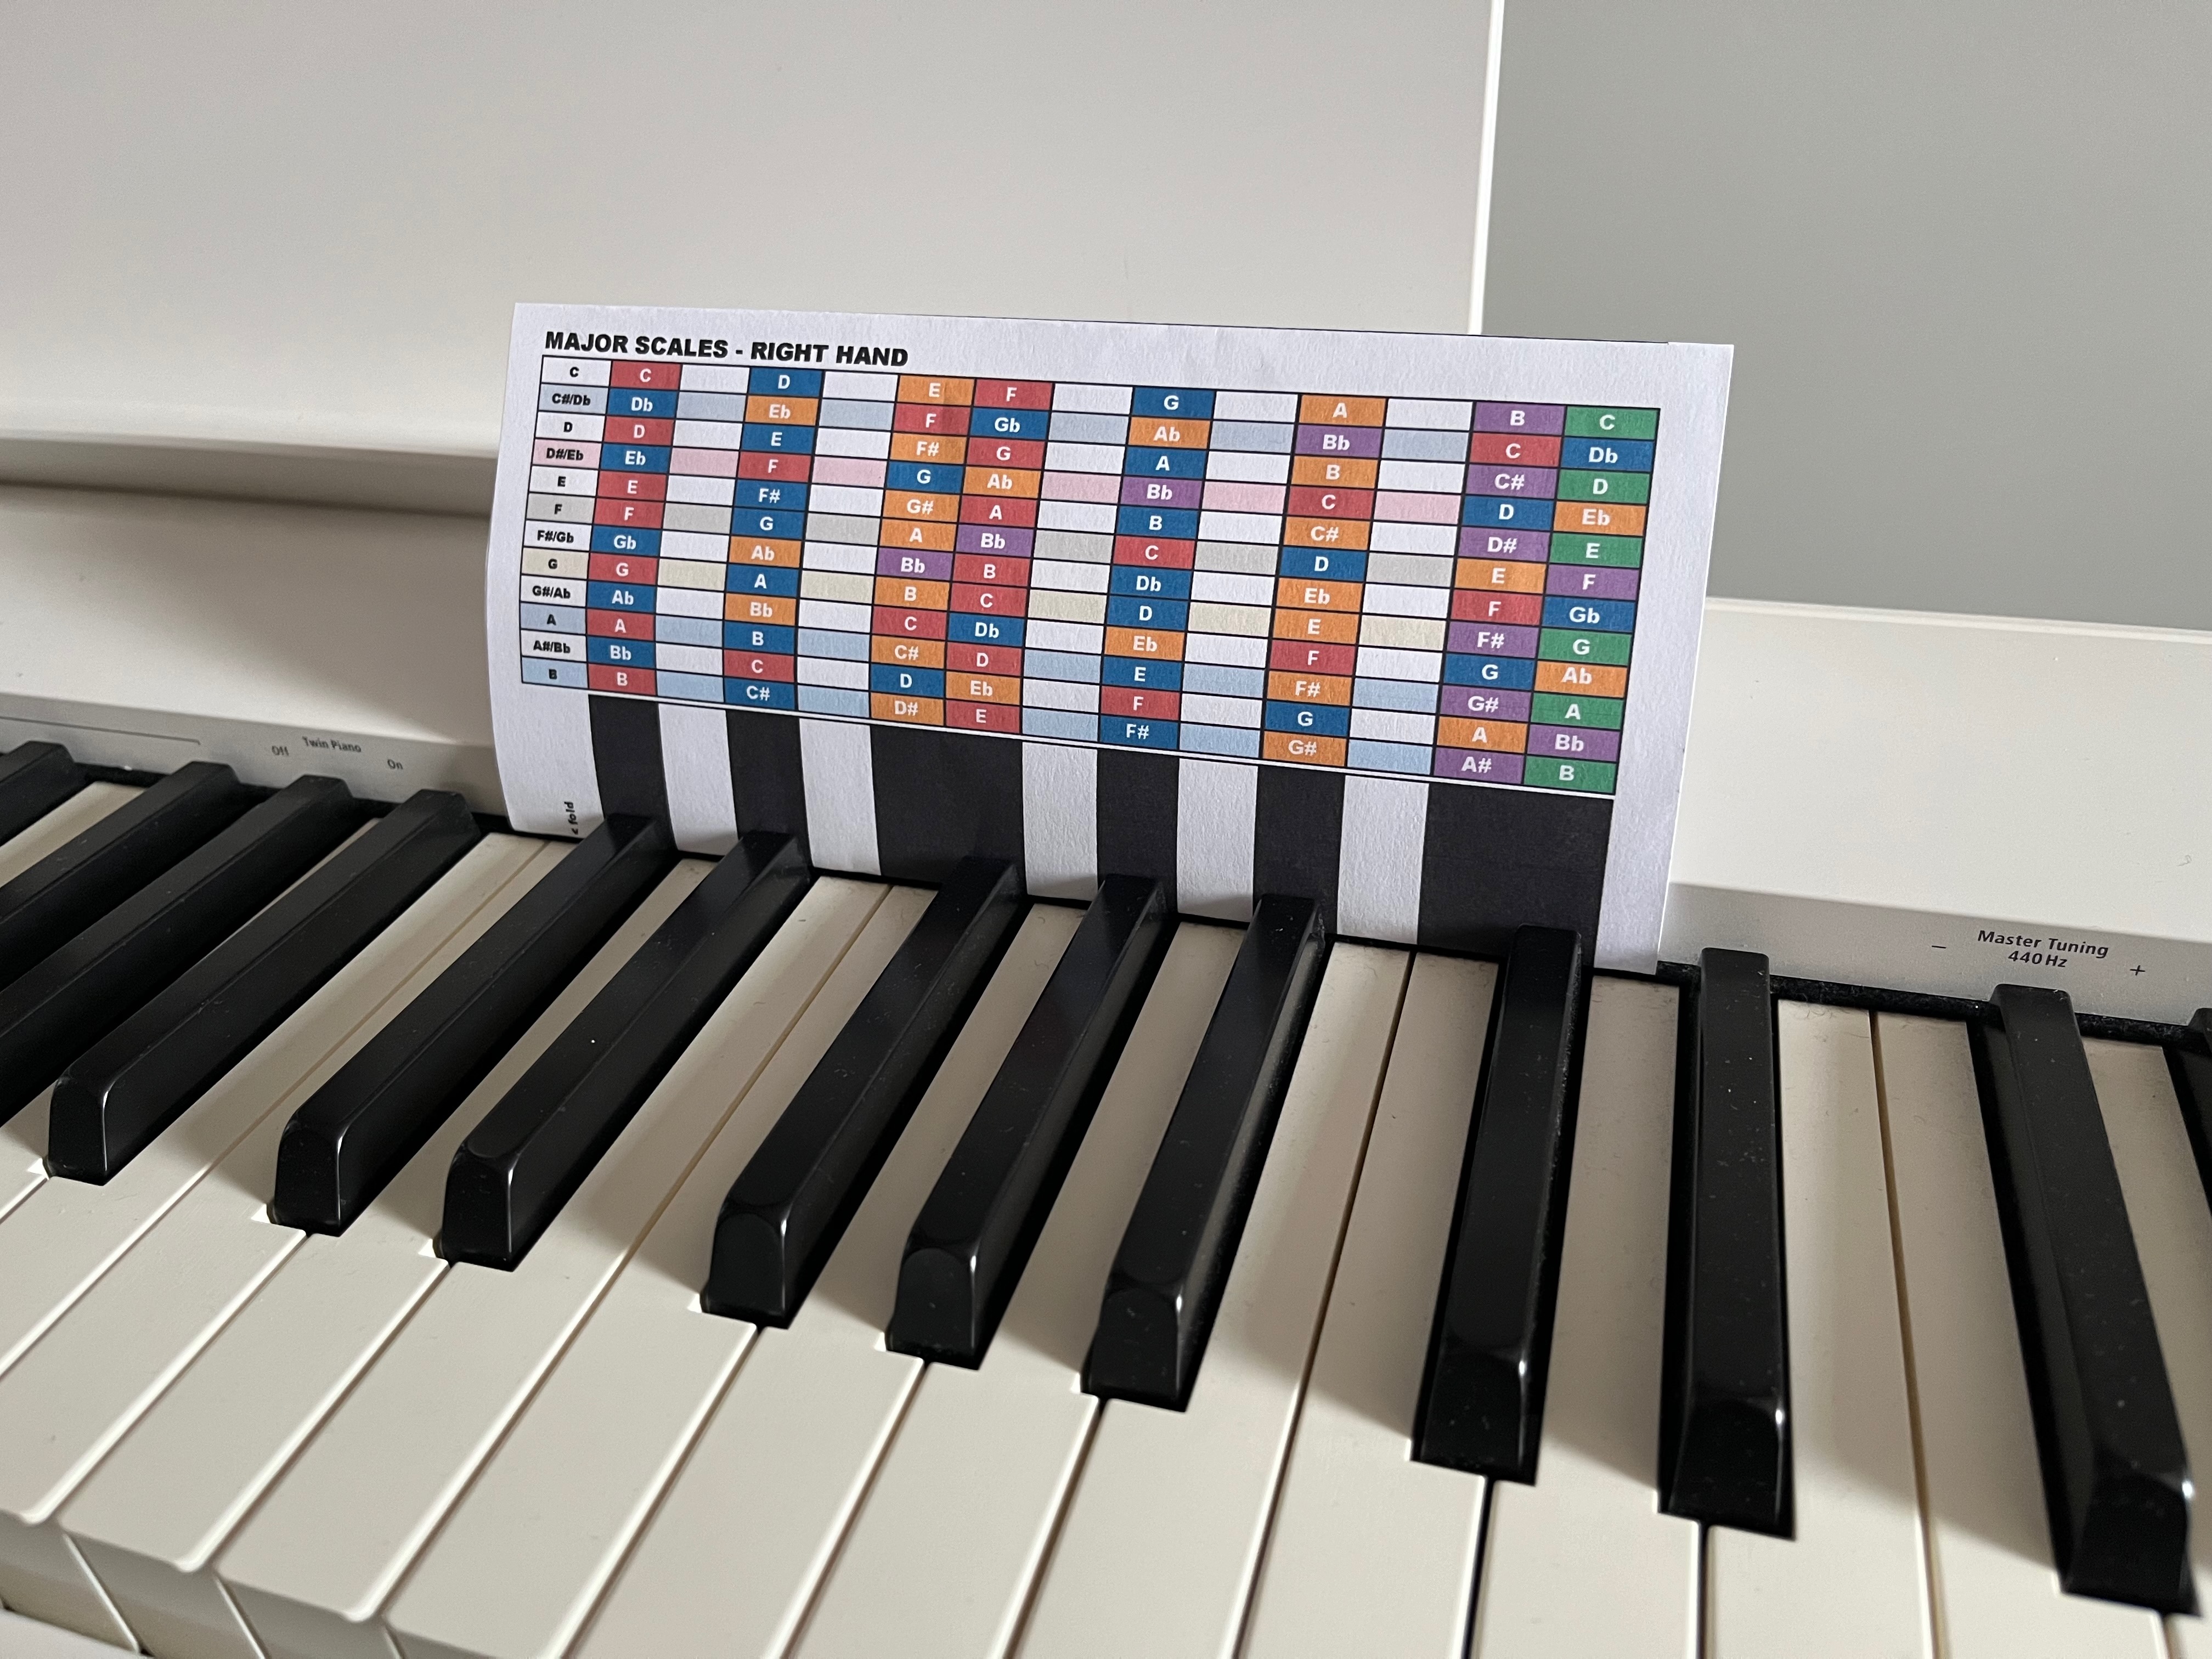 MAJOR SCALES - RIGHT HAND
C C D E F G A B C
C#/Db Db Eb F Gb Ab Bb C Db
D D E F# G A B C# D
D#/Eb Eb F G Ab Bb C D Eb
E E F# G# A B C# D# E
F F G A Bb C D E F
F#/Gb Gb Ab Bb B Db Eb F Gb
G G A B C D E F# G
G#/Ab Ab Bb C Db Eb F G Ab
A A B C# D E F# G# A
A#/Bb Bb C D Eb F G A Bb
B B C# D# E F# G# A# B
fold
Off Twin Piano On
- Master Tuning +
440Hz